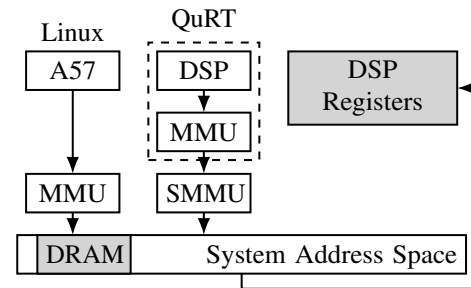 QuRT
Linux
A57
DSP
DSP
Registers
MMU
MMU
SMMU
DRAM
System Address Space